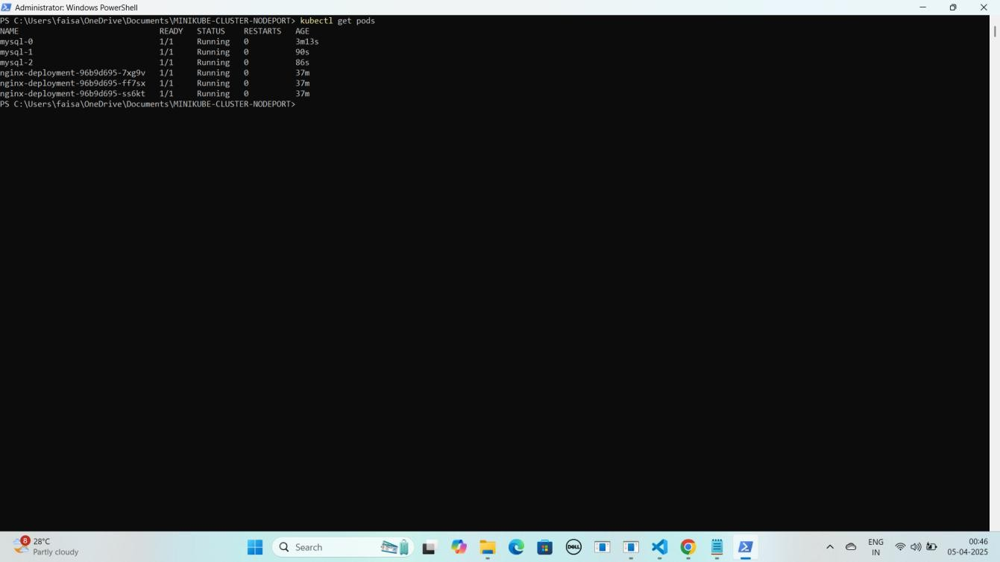 Administrator: Windows PowerShell
PS C:\Users\faisa\OneDrive\Documents\MINIKUBE-CLUSTER-NODEPORT> kubectl get pods
NAME                               READY   STATUS    RESTARTS   AGE
mysql-0                            1/1     Running   0          3m13s
mysql-1                            1/1     Running   0          90s
mysql-2                            1/1     Running   0          86s
nginx-deployment-96b9d695-7xg9v   1/1     Running   0          37m
nginx-deployment-96b9d695-ff7sx   1/1     Running   0          37m
nginx-deployment-96b9d695-ss6kt   1/1     Running   0          37m
PS C:\Users\faisa\OneDrive\Documents\MINIKUBE-CLUSTER-NODEPORT>
8
28°C
Partly cloudy
Search
DELL
ENG
IN
00:46
05-04-2025